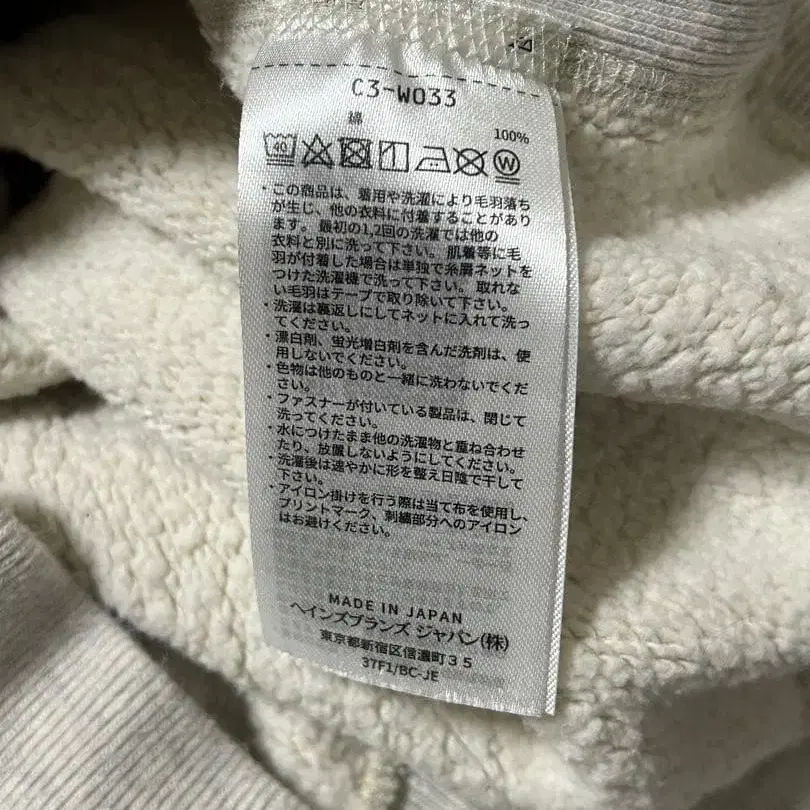 C3-W033
綿 100%
40 W
・この商品は、着用や洗濯により毛羽落ち
が生じ、他の衣料に付着することがあり
ます。最初の1,2回の洗濯では他の
衣料と別に洗って下さい。肌着等に毛
羽が付着した場合は単独で糸屑ネットを
つけた洗濯機で洗って下さい。取れな
い毛羽はテープで取り除いて下さい。
・洗濯は裏返しにしてネットに入れて洗っ
てください。
・漂白剤、蛍光増白剤を含んだ洗剤は、使
用しないでください。
・色物は他のものと一緒に洗わないでくだ
さい。
・ファスナーが付いている製品は、閉じて
洗ってください。
・水につけたまま他の洗濯物と重ね合わせ
たり、放置しないようにしてください。
・洗濯後は速やかに形を整え日陰で干して
下さい。
・アイロン掛けを行う際は当て布を使用し、
プリントマーク、刺繍部分へのアイロン
はお避けください。
MADE IN JAPAN
ヘインズブランズ ジャパン(株)
東京都新宿区信濃町35
37F1/BC-JE